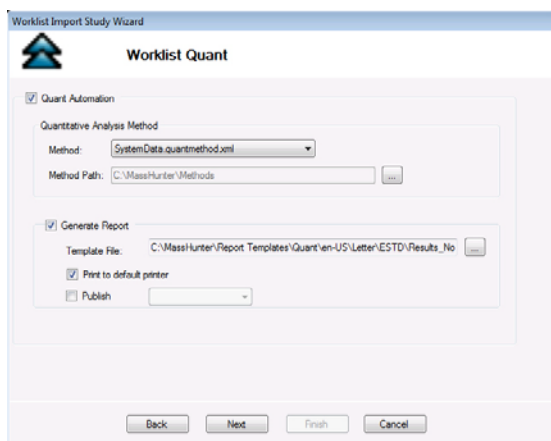 Worklist Import Study Wizard
Worklist Quant
Quant Automation
Quantitative Analysis Method
Method: SystemData.quantmethod.xml
Method Path: C:\MassHunter\Methods ...
Generate Report
Template File: C:\MassHunter\Report Templates\Quant\en-US\Letter\ESTD\Results_No ...
Print to default printer
Publish
Back Next Finish Cancel